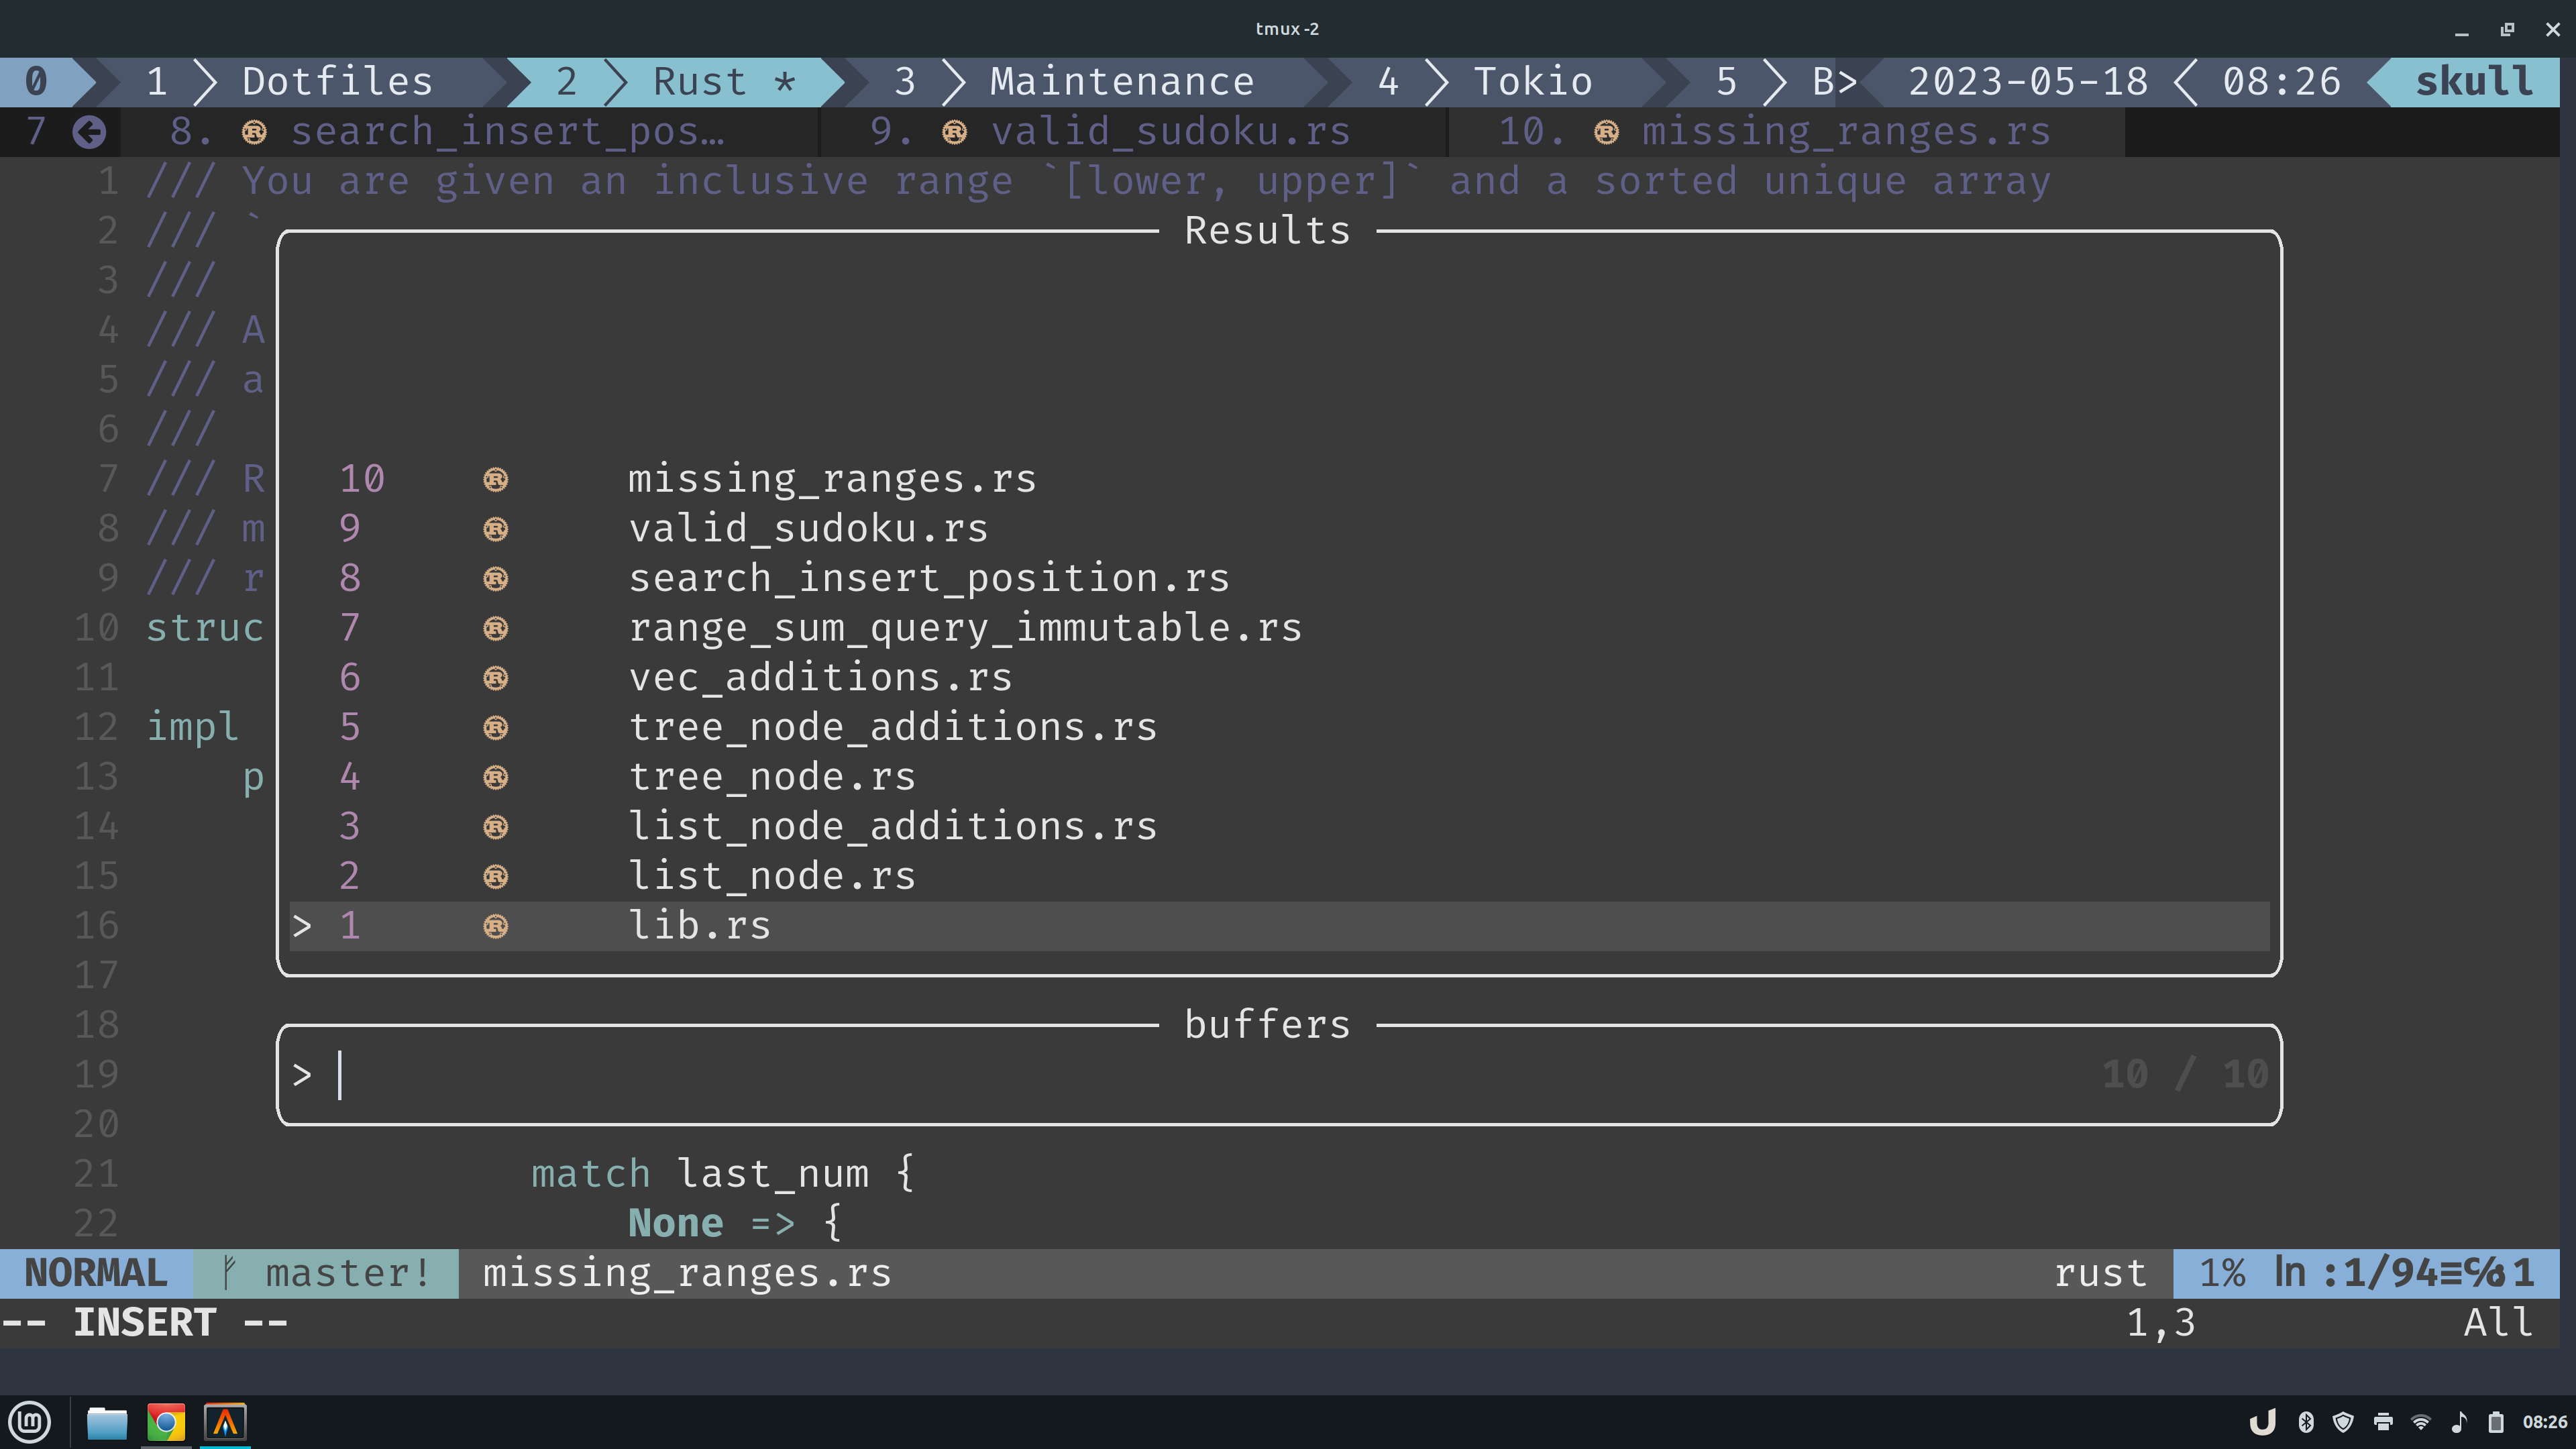 tmux -2
0 1 Dotfiles 2 Rust * 3 Maintenance 4 Tokio 5 B> 2023-05-18 08:26 skull
7 8. search_insert_pos… 9. valid_sudoku.rs 10. missing_ranges.rs
1 /// You are given an inclusive range `[lower, upper]` and a sorted unique array
2 /// `
Results
3 ///
4 /// A
5 /// a
6 ///
7 /// R 10 missing_ranges.rs
8 /// m 9 valid_sudoku.rs
9 /// r 8 search_insert_position.rs
10 struc 7 range_sum_query_immutable.rs
11 6 vec_additions.rs
12 impl 5 tree_node_additions.rs
13 p 4 tree_node.rs
14 3 list_node_additions.rs
15 2 list_node.rs
16 > 1 lib.rs
17
18 buffers
19 > 10 / 10
20
21 match last_num {
22 None => {
NORMAL master! missing_ranges.rs rust 1% ln :1/94≡℅1
-- INSERT -- 1,3 All
08:26